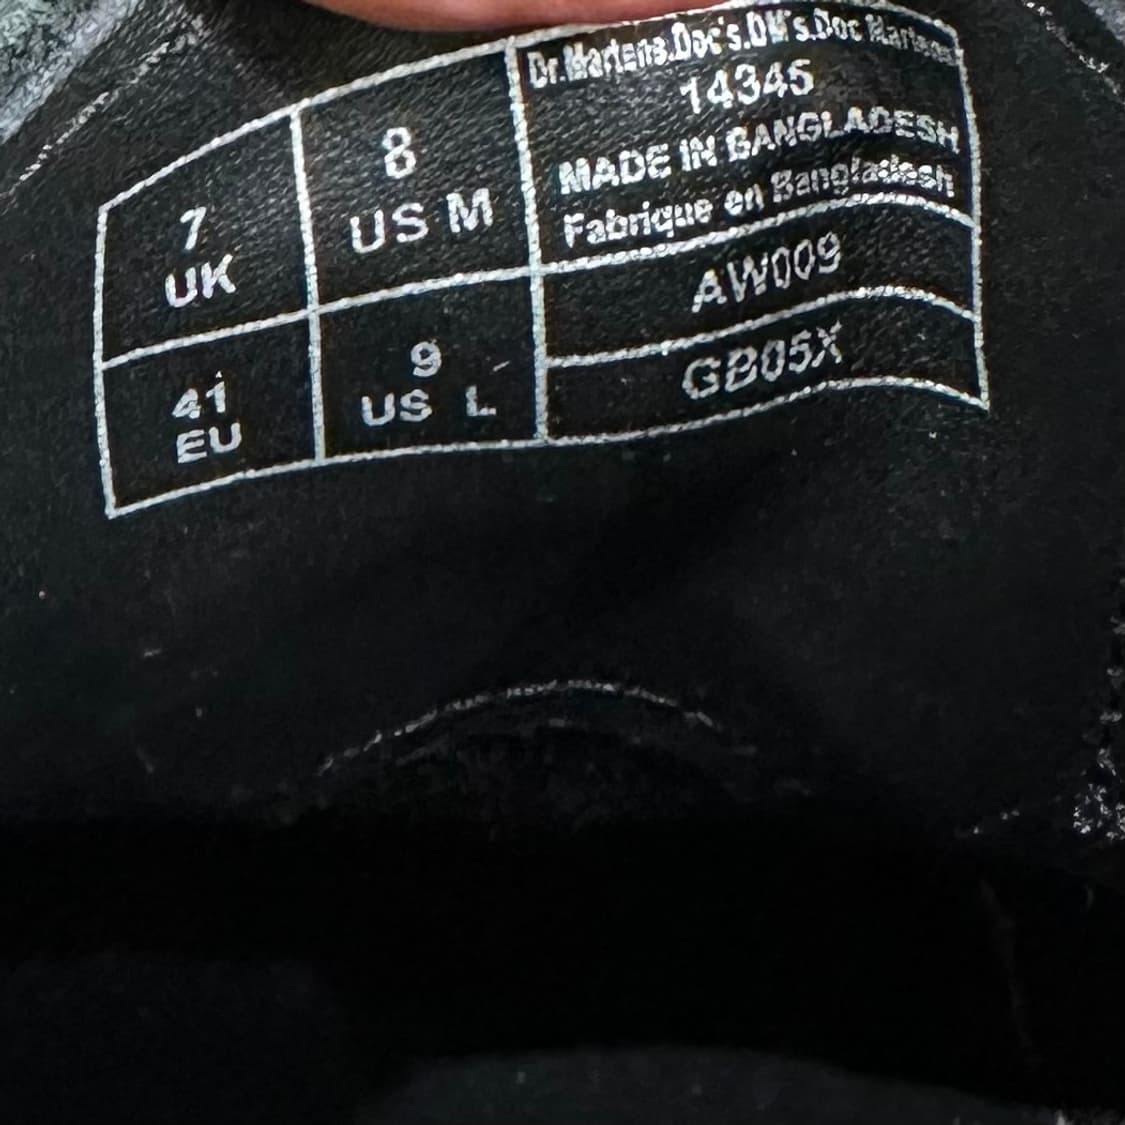 7
UK
8
US M
41
EU
9
US L
Dr.Martens.Doc's.DM's.Doc Martens
14345
MADE IN BANGLADESH
Fabrique en Bangladesh
AW009
GB05X